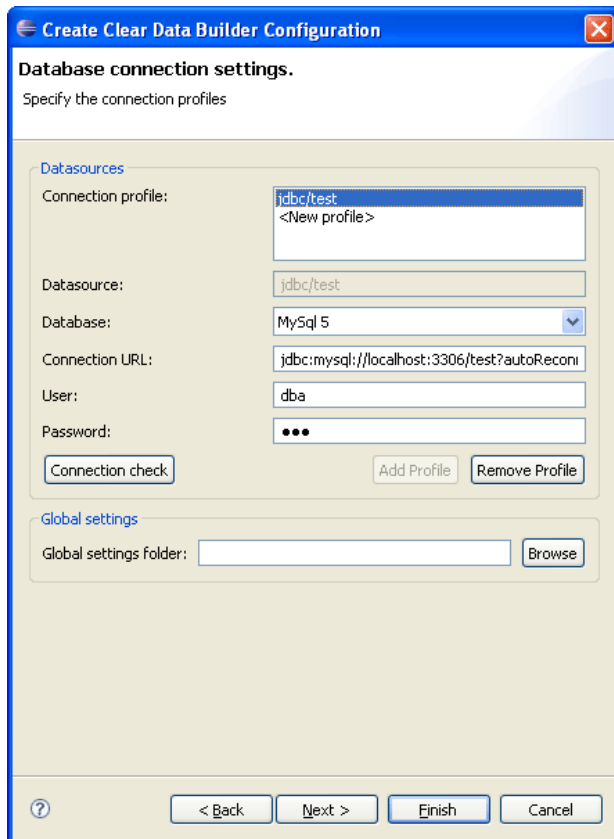 Create Clear Data Builder Configuration
Database connection settings.
Specify the connection profiles
Datasources
Connection profile:
jdbc/test
<New profile>
Datasource: jdbc/test
Database: MySql 5
Connection URL: jdbc:mysql://localhost:3306/test?autoReconn
User: dba
Password: ●●●
Connection check Add Profile Remove Profile
Global settings
Global settings folder: Browse
? < Back Next > Finish Cancel